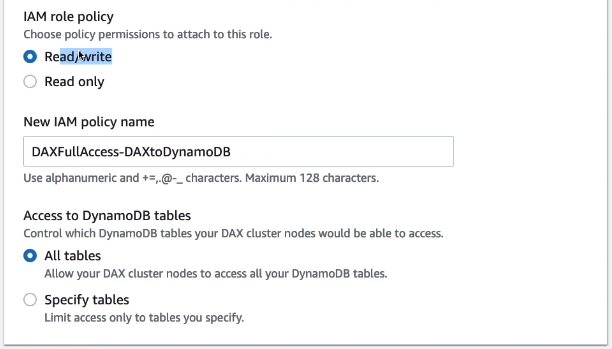 IAM role policy
Choose policy permissions to attach to this role.
Read/write
Read only
New IAM policy name
DAXFullAccess-DAXtoDynamoDB
Use alphanumeric and +=,.@-_ characters. Maximum 128 characters.
Access to DynamoDB tables
Control which DynamoDB tables your DAX cluster nodes would be able to access.
All tables
Allow your DAX cluster nodes to access all your DynamoDB tables.
Specify tables
Limit access only to tables you specify.